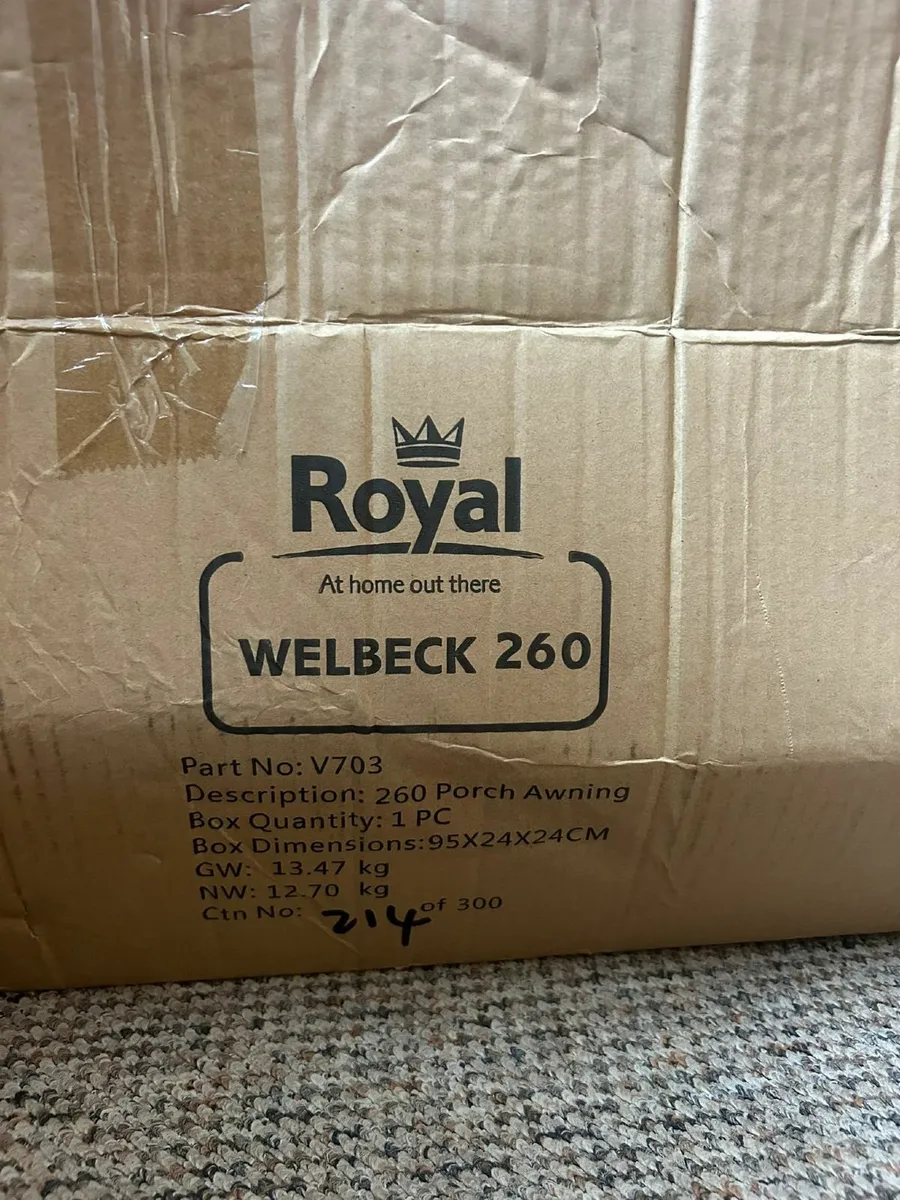 Royal
At home out there
WELBECK 260
Part No: V703
Description: 260 Porch Awning
Box Quantity: 1 PC
Box Dimensions:95X24X24CM
GW: 13.47 kg
NW: 12.70 kg
Ctn No: 214 of 300